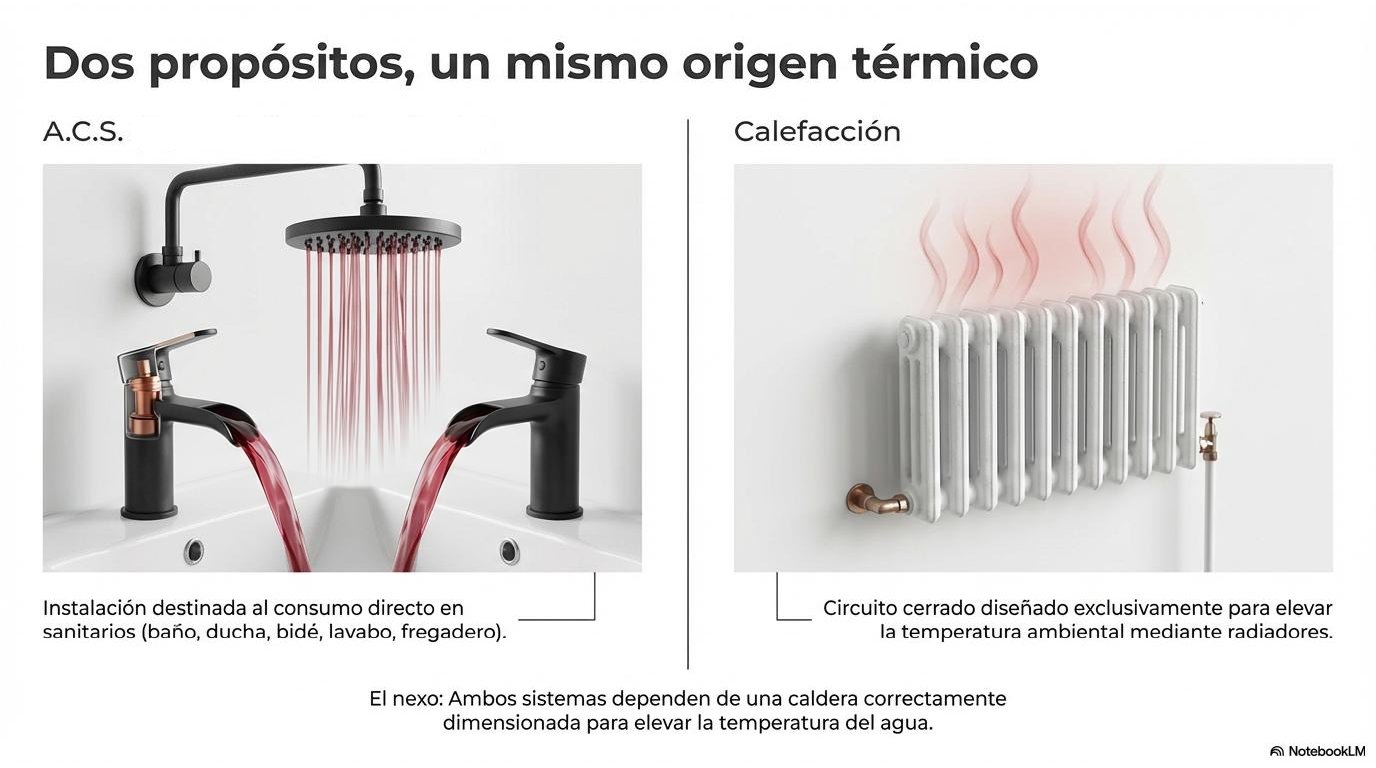 Dos propósitos, un mismo origen térmico
A.C.S.
Instalación destinada al consumo directo en
sanitarios (baño, ducha, bidé, lavabo, fregadero).
Calefacción
Circuito cerrado diseñado exclusivamente para elevar
la temperatura ambiental mediante radiadores.
El nexo: Ambos sistemas dependen de una caldera correctamente
dimensionada para elevar la temperatura del agua.
NotebookLM